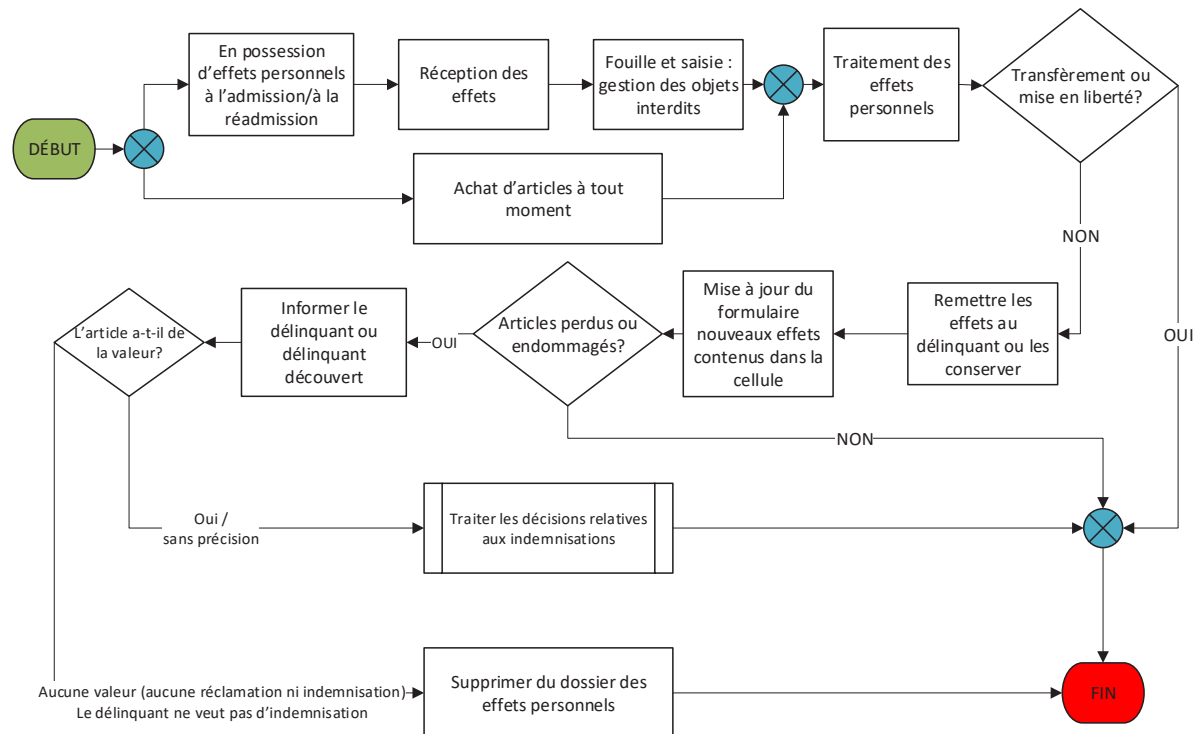 DÉBUT
En possession
d'effets personnels
à l'admission/à la
réadmission
Réception des
effets
Fouille et saisie :
gestion des objets
interdits
Traitement des
effets
personnels
Transfèrement ou
mise en liberté?
Achat d'articles à tout
moment
NON
OUI
Remettre les
effets au
délinquant ou les
conserver
Mise à jour du
formulaire
nouveaux effets
contenus dans la
cellule
Articles perdus ou
endommagés?
OUI
Informer le
délinquant ou
délinquant
découvert
L'article a-t-il de
la valeur?
NON
Oui /
sans précision
Traiter les décisions relatives
aux indemnisations
Aucune valeur (aucune réclamation ni indemnisation)
Le délinquant ne veut pas d'indemnisation
Supprimer du dossier des
effets personnels
FIN